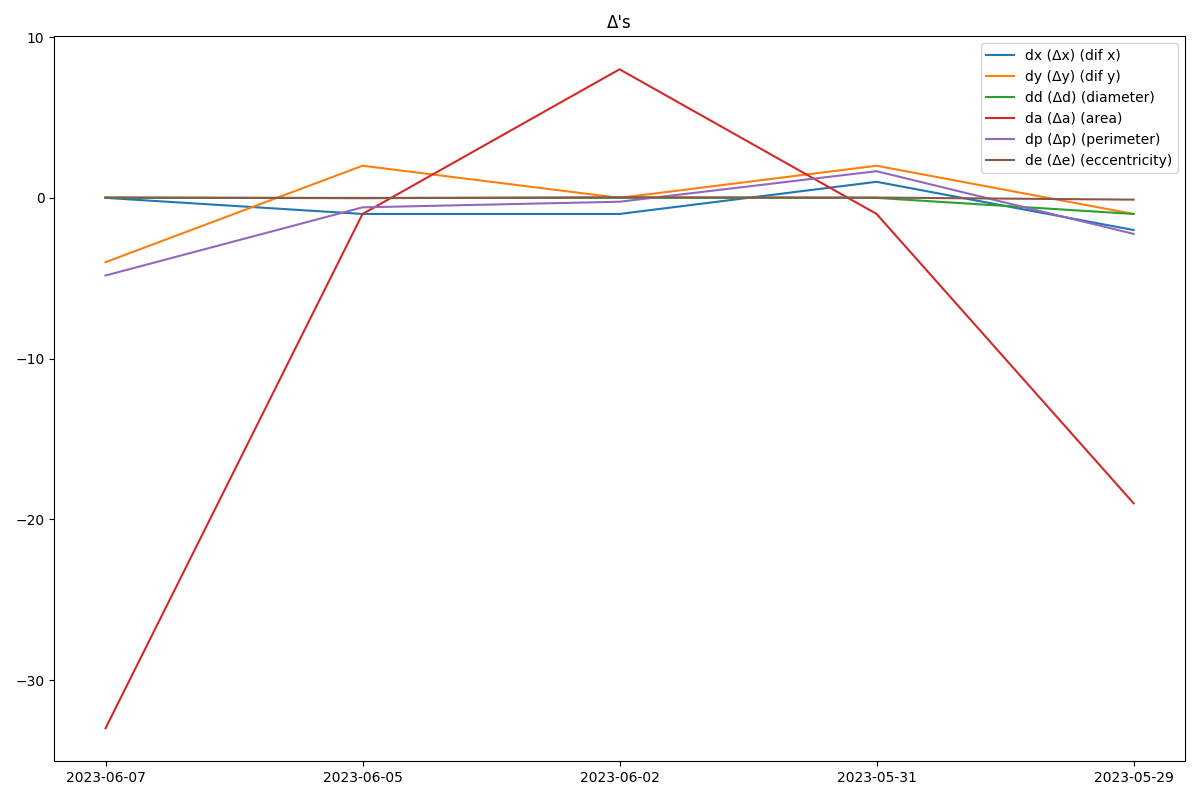 Δ's
dx (Δx) (dif x)
dy (Δy) (dif y)
dd (Δd) (diameter)
da (Δa) (area)
dp (Δp) (perimeter)
de (Δe) (eccentricity)
10
0
−10
−20
−30
2023-06-07 2023-06-05 2023-06-02 2023-05-31 2023-05-29